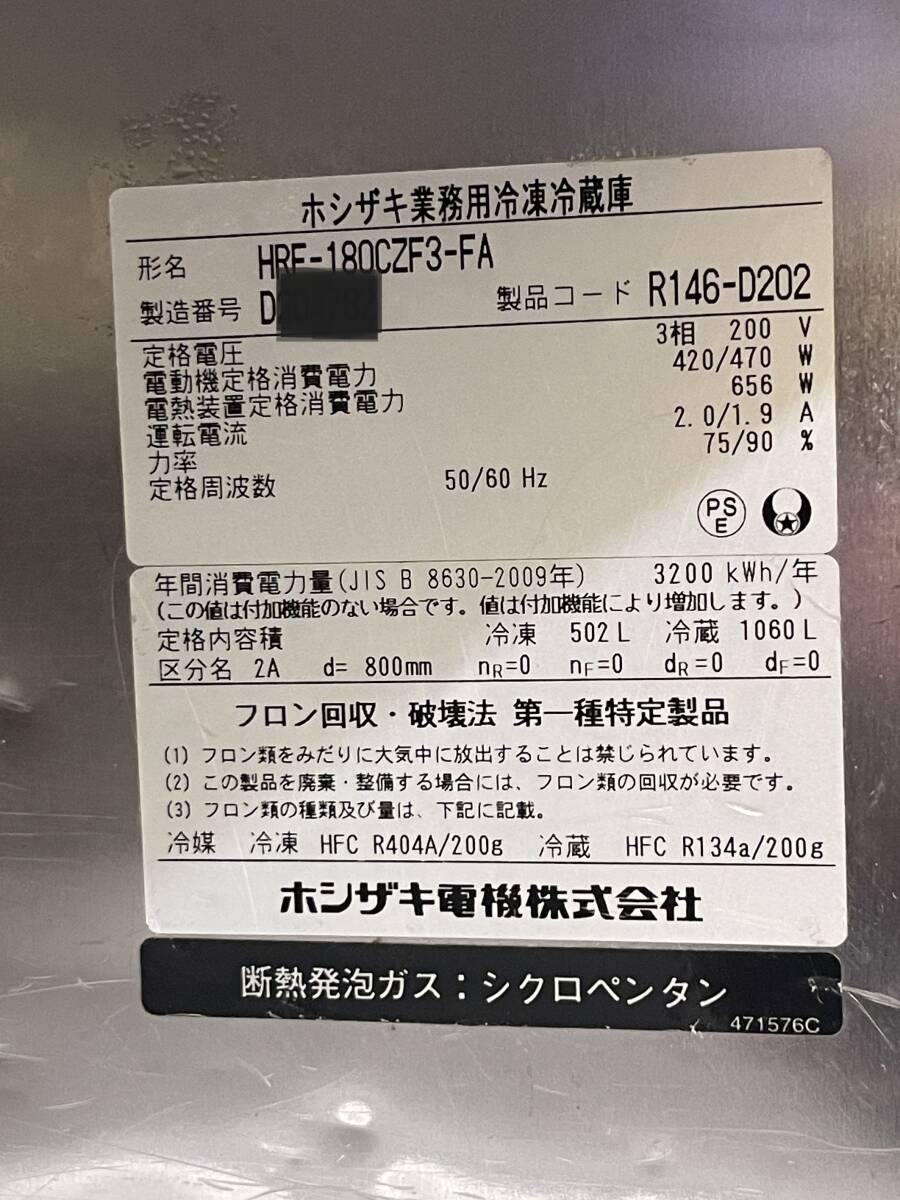 ホシザキ業務用冷凍冷蔵庫
形名 HRF-180CZF3-FA
製造番号 D 製品コード R146-D202
定格電圧 3相 200 V
電動機定格消費電力 420/470 W
電熱装置定格消費電力 656 W
運転電流 2.0/1.9 A
力率 75/90 %
定格周波数 50/60 Hz
PS
E
年間消費電力量(JIS B 8630-2009年) 3200 kWh/年
(この値は付加機能のない場合です。値は付加機能により増加します。)
定格内容積 冷凍 502L 冷蔵 1060L
区分名 2A d= 800mm nR=0 nF=0 dR=0 dF=0
フロン回収・破壊法 第一種特定製品
(1) フロン類をみだりに大気中に放出することは禁じられています。
(2) この製品を廃棄・整備する場合には、フロン類の回収が必要です。
(3) フロン類の種類及び量は、下記に記載。
冷媒 冷凍 HFC R404A/200g 冷蔵 HFC R134a/200g
ホシザキ電機株式会社
断熱発泡ガス：シクロペンタン
471576C